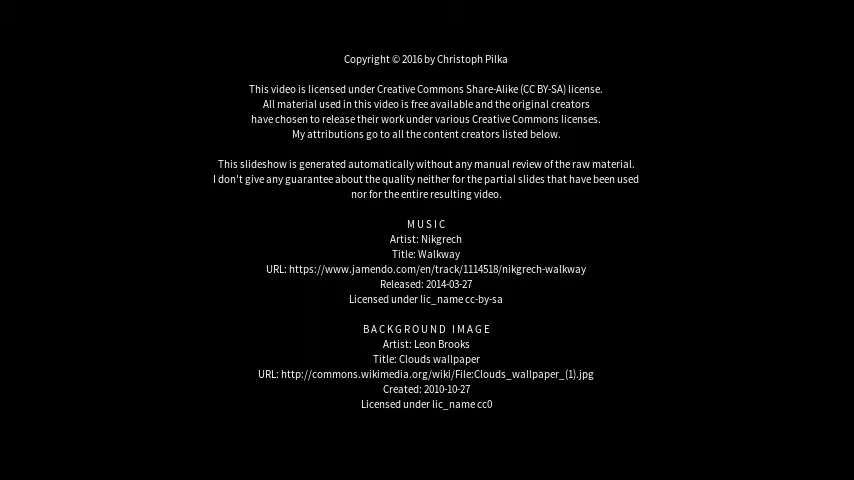 Copyright © 2016 by Christoph Pilka
This video is licensed under Creative Commons Share-Alike (CC BY-SA) license.
All material used in this video is free available and the original creators
have chosen to release their work under various Creative Commons licenses.
My attributions go to all the content creators listed below.
This slideshow is generated automatically without any manual review of the raw material.
I don't give any guarantee about the quality neither for the partial slides that have been used
nor for the entire resulting video.
MUSIC
Artist: Nikgrech
Title: Walkway
URL: https://www.jamendo.com/en/track/1114518/nikgrech-walkway
Released: 2014-03-27
Licensed under lic_name cc-by-sa
BACKGROUND IMAGE
Artist: Leon Brooks
Title: Clouds wallpaper
URL: http://commons.wikimedia.org/wiki/File:Clouds_wallpaper_(1).jpg
Created: 2010-10-27
Licensed under lic_name cc0